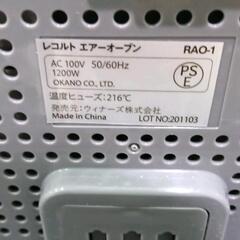 レコルト エアーオーブン RAO-1
AC 100V 50/60Hz
1200W
OKANO CO., LTD.
PS
E
温度ヒューズ:216℃
発売元:ウィナーズ株式会社
Made in China LOT NO:201103